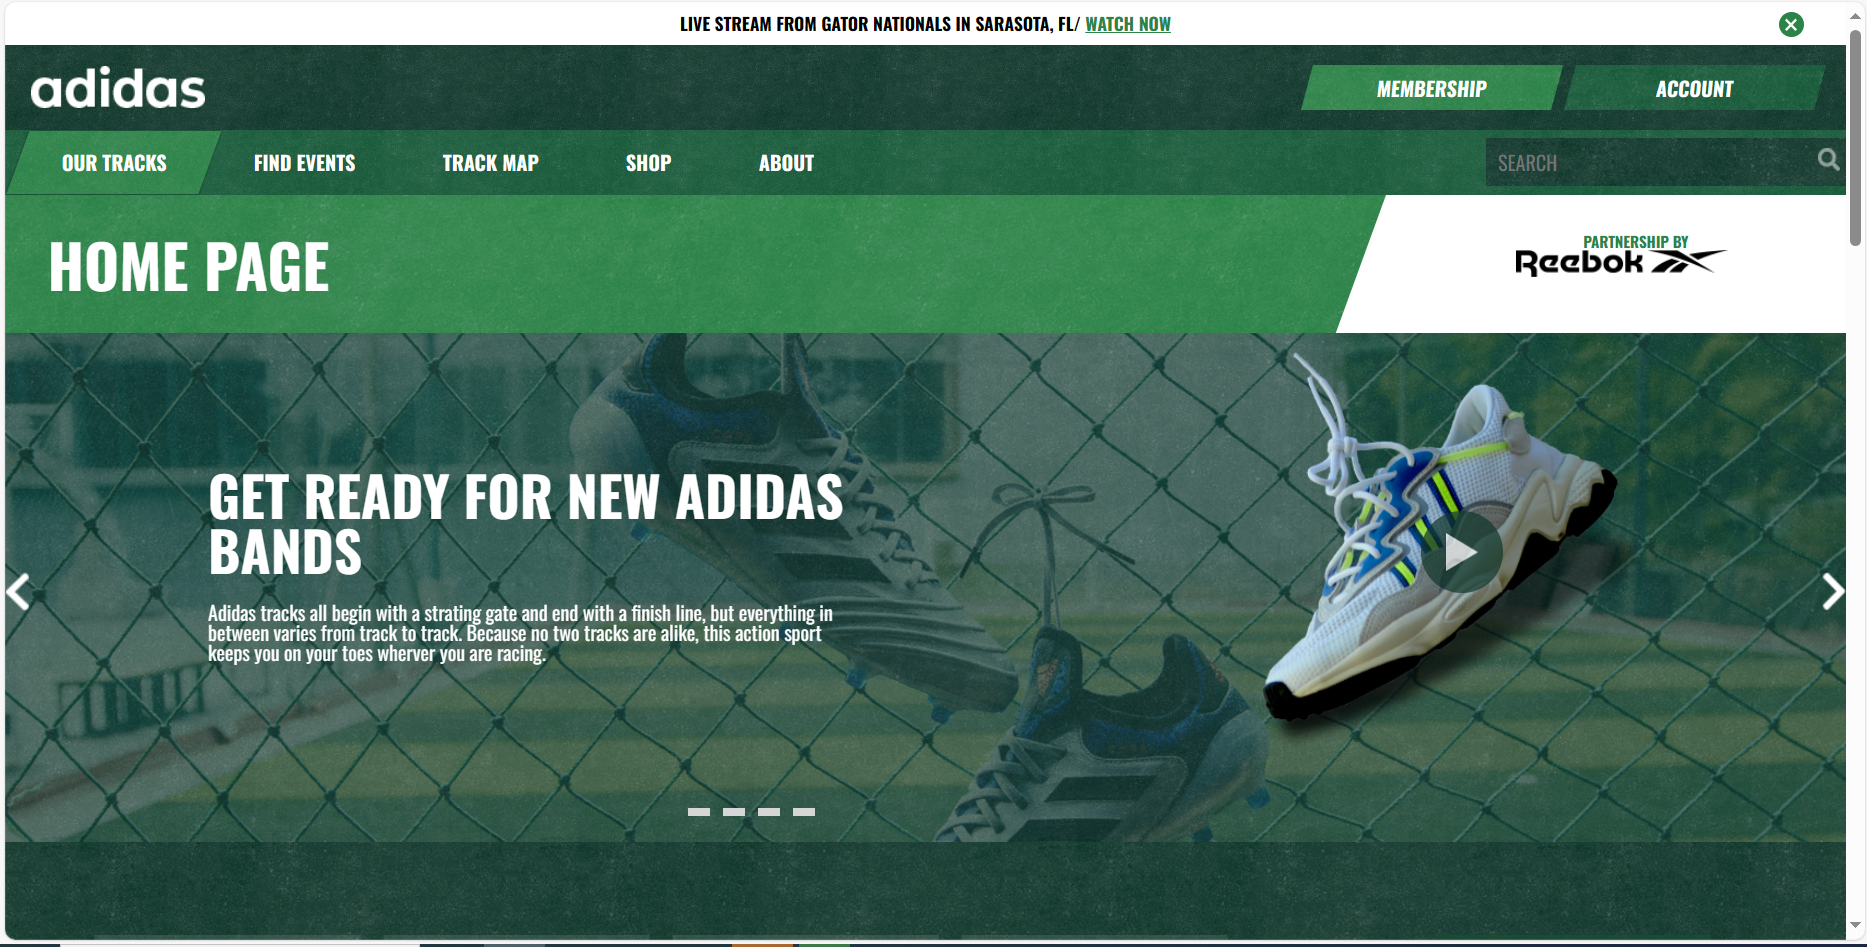 LIVE STREAM FROM GATOR NATIONALS IN SARASOTA, FL/ WATCH NOW
adidas
MEMBERSHIP
ACCOUNT
OUR TRACKS
FIND EVENTS
TRACK MAP
SHOP
ABOUT
SEARCH
HOME PAGE
PARTNERSHIP BY
Reebok
GET READY FOR NEW ADIDAS
BANDS
Adidas tracks all begin with a strating gate and end with a finish line, but everything in
between varies from track to track. Because no two tracks are alike, this action sport
keeps you on your toes wherver you are racing.